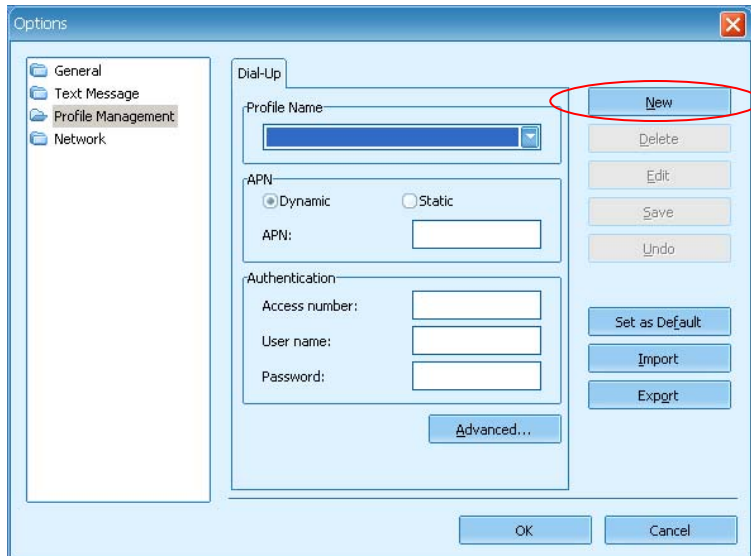 Options
General
Text Message
Profile Management
Network
Dial-Up
Profile Name
APN
Dynamic
Static
APN:
Authentication
Access number:
User name:
Password:
Advanced...
New
Delete
Edit
Save
Undo
Set as Default
Import
Export
OK
Cancel